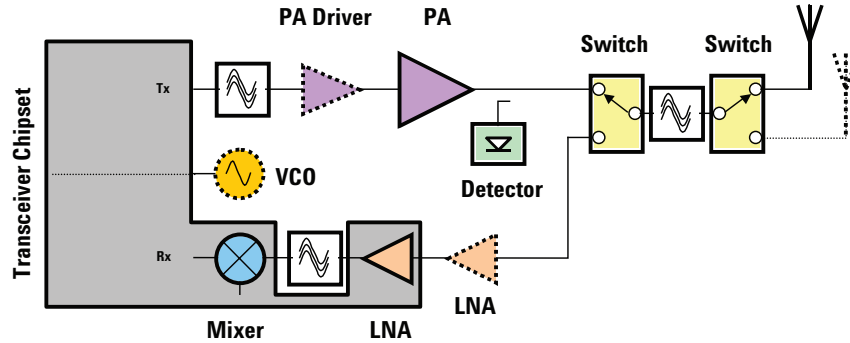 PA Driver
PA
Switch
Switch
Transceiver Chipset
Tx
VCO
Detector
Rx
Mixer
LNA
LNA